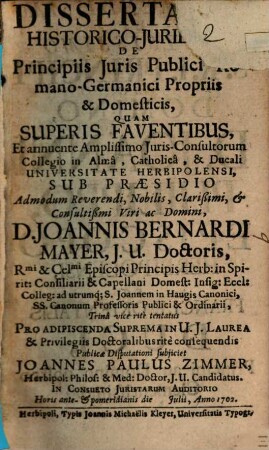 DISSERTA
2
HISTORICO-JURI
DE
Principiis Juris Publici
mano-Germanici Propriis
& Domesticis,
QUAM
SUPERIS FAVENTIBUS,
Et annuente Amplissimo Juris-Consultorum
Collegio in Almâ, Catholicâ, & Ducali
UNIVERSITATE HERBIPOLENSI,
SUB PRÆSIDIO
Admodum Reverendi, Nobilis, Clarissimi, &
Consultissimi Viri ac Domini,
D. JOANNIS BERNARDI
MAYER, J. U. Doctoris,
Rmi & Celmi Episcopi Principis Herb: in Spi-
rit: Consiliarii & Capellani Domest: Insig: Eccl:
Colleg: ad utrumq; S. Joannem in Haugis Canonici,
SS. Canonum Professoris Publici & Ordinarii,
Trinâ vice ritè tentatus
PRO ADIPISCENDA SUPREMA IN U. J. LAUREA
& Privilegiis Doctoralibus ritè consequendis
Publicæ Disputationi subjiciet
JOANNES PAULUS ZIMMER,
Herbipol: Philos: & Med: Doctor, J. U. Candidatus.
IN CONSUETO JURISTARUM AUDITORIO
Horis ante- & pomeridianis die Julii, Anno 1702.
Herbipoli, Typis Joannis Michaëlis Kleyer, Universitatis Typogr.